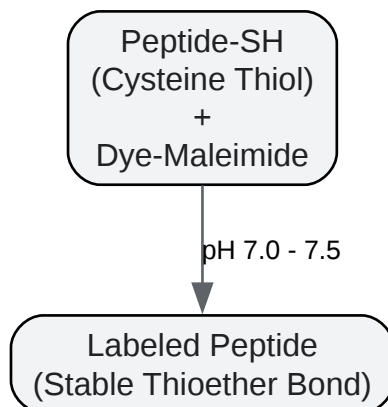 Peptide-SH
(Cysteine Thiol)
+
Dye-Maleimide
pH 7.0 - 7.5
Labeled Peptide
(Stable Thioether Bond)